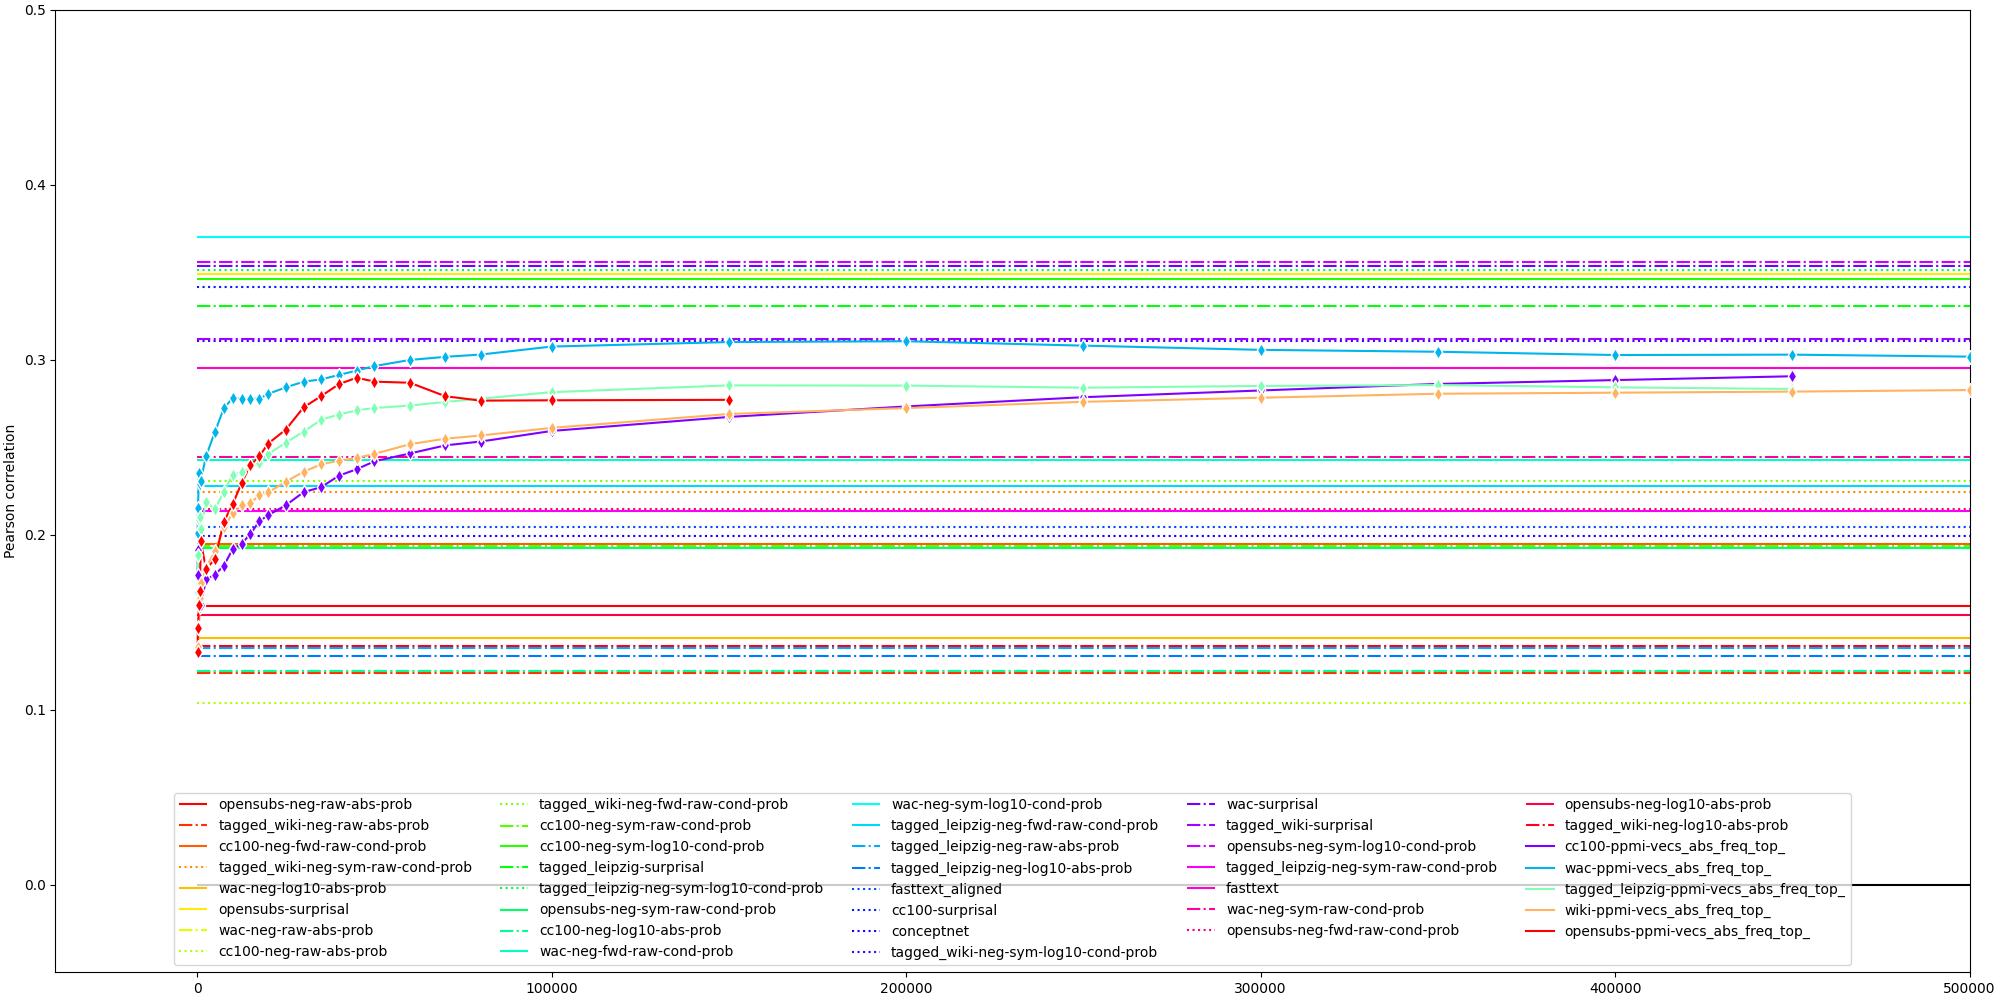 0.5
0.4
0.3
0.2
0.1
0.0
Pearson correlation
opensubs-neg-raw-abs-prob
tagged_wiki-neg-raw-abs-prob
cc100-neg-fwd-raw-cond-prob
tagged_wiki-neg-sym-raw-cond-prob
wac-neg-log10-abs-prob
opensubs-surprisal
wac-neg-raw-abs-prob
cc100-neg-raw-abs-prob
tagged_wiki-neg-fwd-raw-cond-prob
cc100-neg-sym-raw-cond-prob
cc100-neg-sym-log10-cond-prob
tagged_leipzig-surprisal
tagged_leipzig-neg-sym-log10-cond-prob
opensubs-neg-sym-raw-cond-prob
cc100-neg-log10-abs-prob
wac-neg-fwd-raw-cond-prob
wac-neg-sym-log10-cond-prob
tagged_leipzig-neg-fwd-raw-cond-prob
tagged_leipzig-neg-raw-abs-prob
tagged_leipzig-neg-log10-abs-prob
fasttext_aligned
cc100-surprisal
conceptnet
tagged_wiki-neg-sym-log10-cond-prob
wac-surprisal
tagged_wiki-surprisal
opensubs-neg-sym-log10-cond-prob
tagged_leipzig-neg-sym-raw-cond-prob
fasttext
wac-neg-sym-raw-cond-prob
opensubs-neg-fwd-raw-cond-prob
opensubs-neg-log10-abs-prob
tagged_wiki-neg-log10-abs-prob
cc100-ppmi-vecs_abs_freq_top_
wac-ppmi-vecs_abs_freq_top_
tagged_leipzig-ppmi-vecs_abs_freq_top_
wiki-ppmi-vecs_abs_freq_top_
opensubs-ppmi-vecs_abs_freq_top_
0 100000 200000 300000 400000 500000